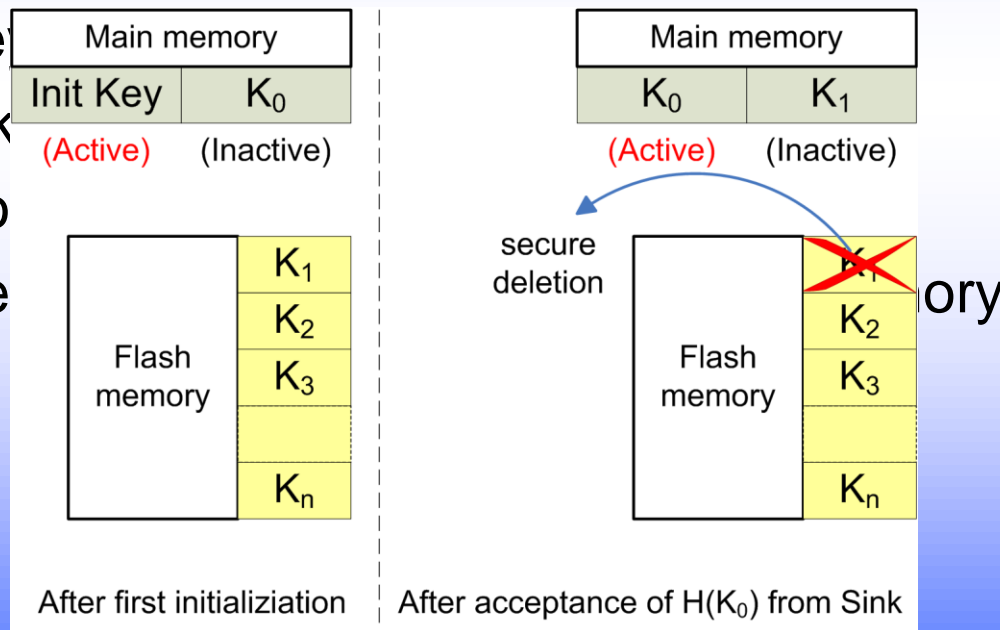 Main memory
Init Key K₀
(Active) (Inactive)
Flash
memory
K₁
K₂
K₃
Kₙ
After first initializiation
Main memory
K₀ K₁
(Active) (Inactive)
secure
deletion
Flash
memory
K₁
K₂
K₃
Kₙ
After acceptance of H(K₀) from Sink